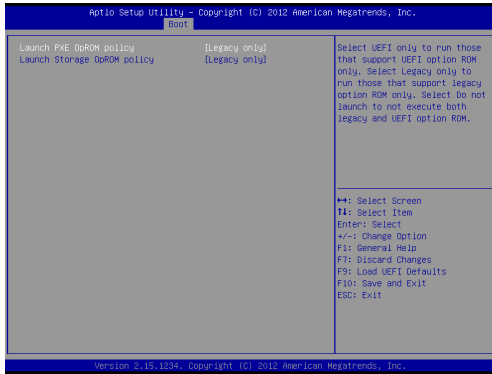 Aptio Setup Utility – Copyright (C) 2012 American Megatrends, Inc.
Boot
Launch PXE OpROM policy [Legacy only]
Launch Storage OpROM policy [Legacy only]
Select UEFI only to run those
that support UEFI option ROM
only. Select Legacy only to
run those that support legacy
option ROM only. Select Do not
launch to not execute both
legacy and UEFI option ROM.
↔: Select Screen
↑↓: Select Item
Enter: Select
+/-: Change Option
F1: General Help
F7: Discard Changes
F9: Load UEFI Defaults
F10: Save and Exit
ESC: Exit
Version 2.15.1234. Copyright (C) 2012 American Megatrends, Inc.